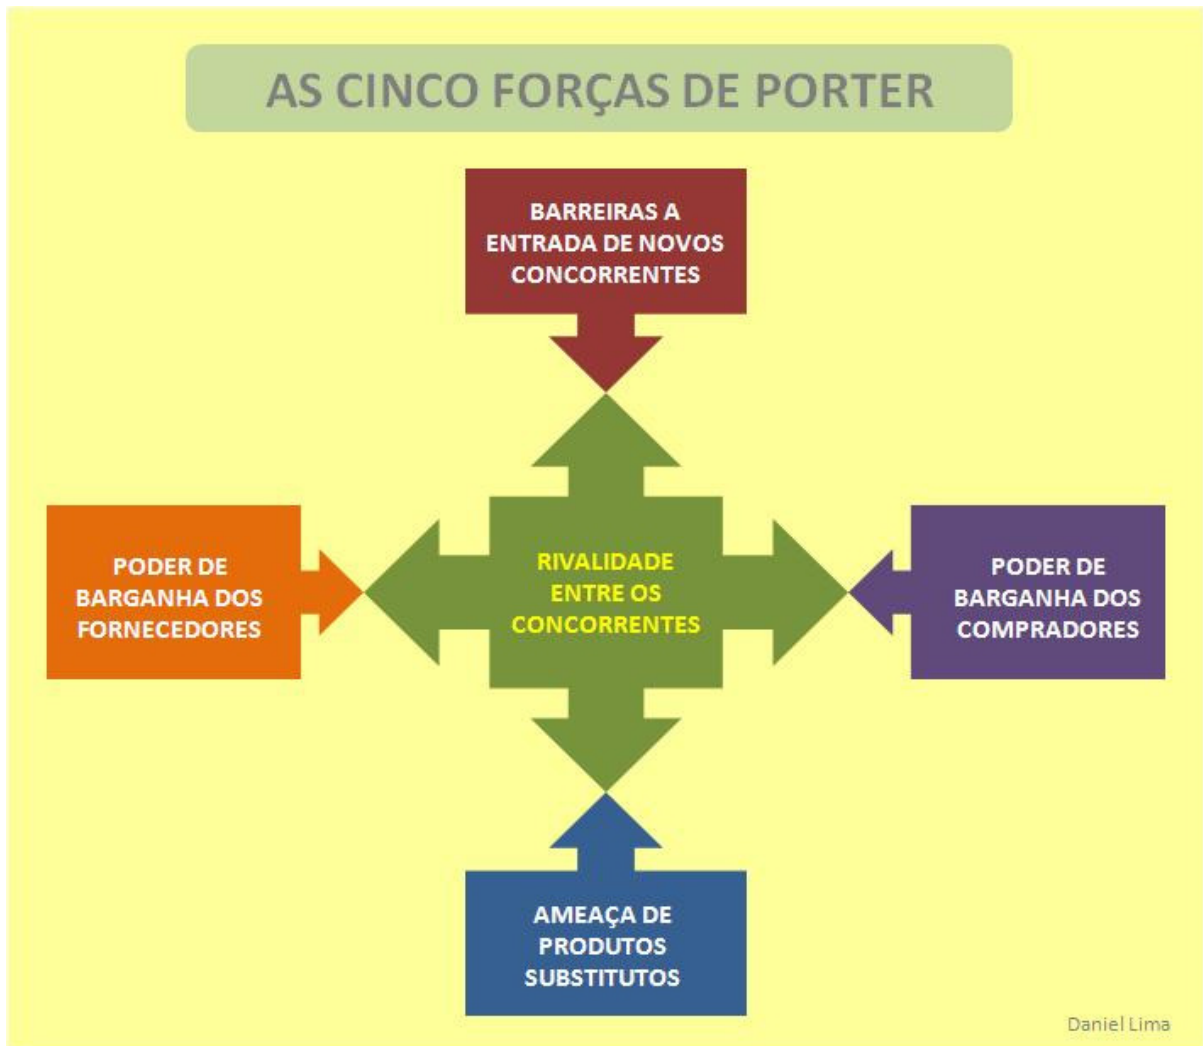 AS CINCO FORÇAS DE PORTER
BARREIRAS A
ENTRADA DE NOVOS
CONCORRENTES
PODER DE
BARGANHA DOS
FORNECEDORES
RIVALIDADE
ENTRE OS
CONCORRENTES
PODER DE
BARGANHA DOS
COMPRADORES
AMEAÇA DE
PRODUTOS
SUBSTITUTOS
Daniel Lima